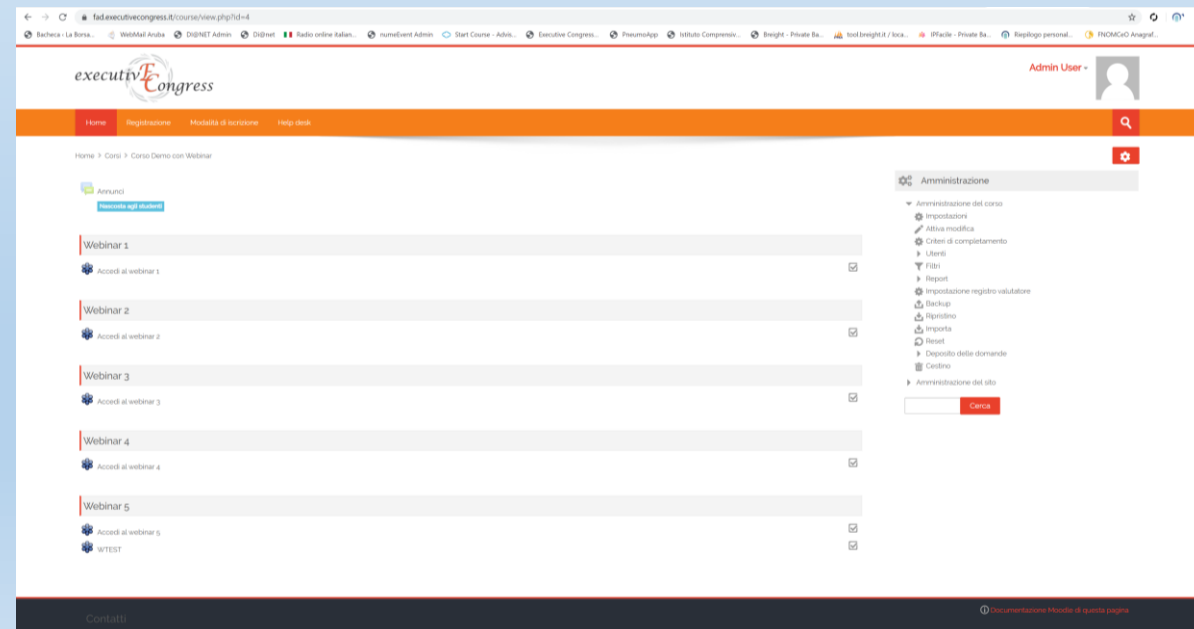 fad.executivecongress.it/course/view.php?id=4
Bacheca ‹ La Borsa... WebMail Aruba DI@NET Admin Di@net Radio online italian... numeEvent Admin Start Course - Advis... Executive Congress... PneumoApp Istituto Comprensiv... Breight - Private Ba... tool.breight.it / loca... IPFacile - Private Ba... Riepilogo personal... FNOMCeO Anagraf...
executivE Congress
Admin User
Home Registrazione Modalità di iscrizione Help desk
Home Corsi Corso Demo con Webinar
Annunci
Nascosto agli studenti
Webinar 1
Accedi al webinar 1
Webinar 2
Accedi al webinar 2
Webinar 3
Accedi al webinar 3
Webinar 4
Accedi al webinar 4
Webinar 5
Accedi al webinar 5
WTEST
Amministrazione
Amministrazione del corso
Impostazioni
Attiva modifica
Criteri di completamento
Utenti
Filtri
Report
Impostazione registro valutatore
Backup
Ripristino
Importa
Reset
Deposito delle domande
Cestino
Amministrazione del sito
Cerca
Contatti
Documentazione Moodle di questa pagina